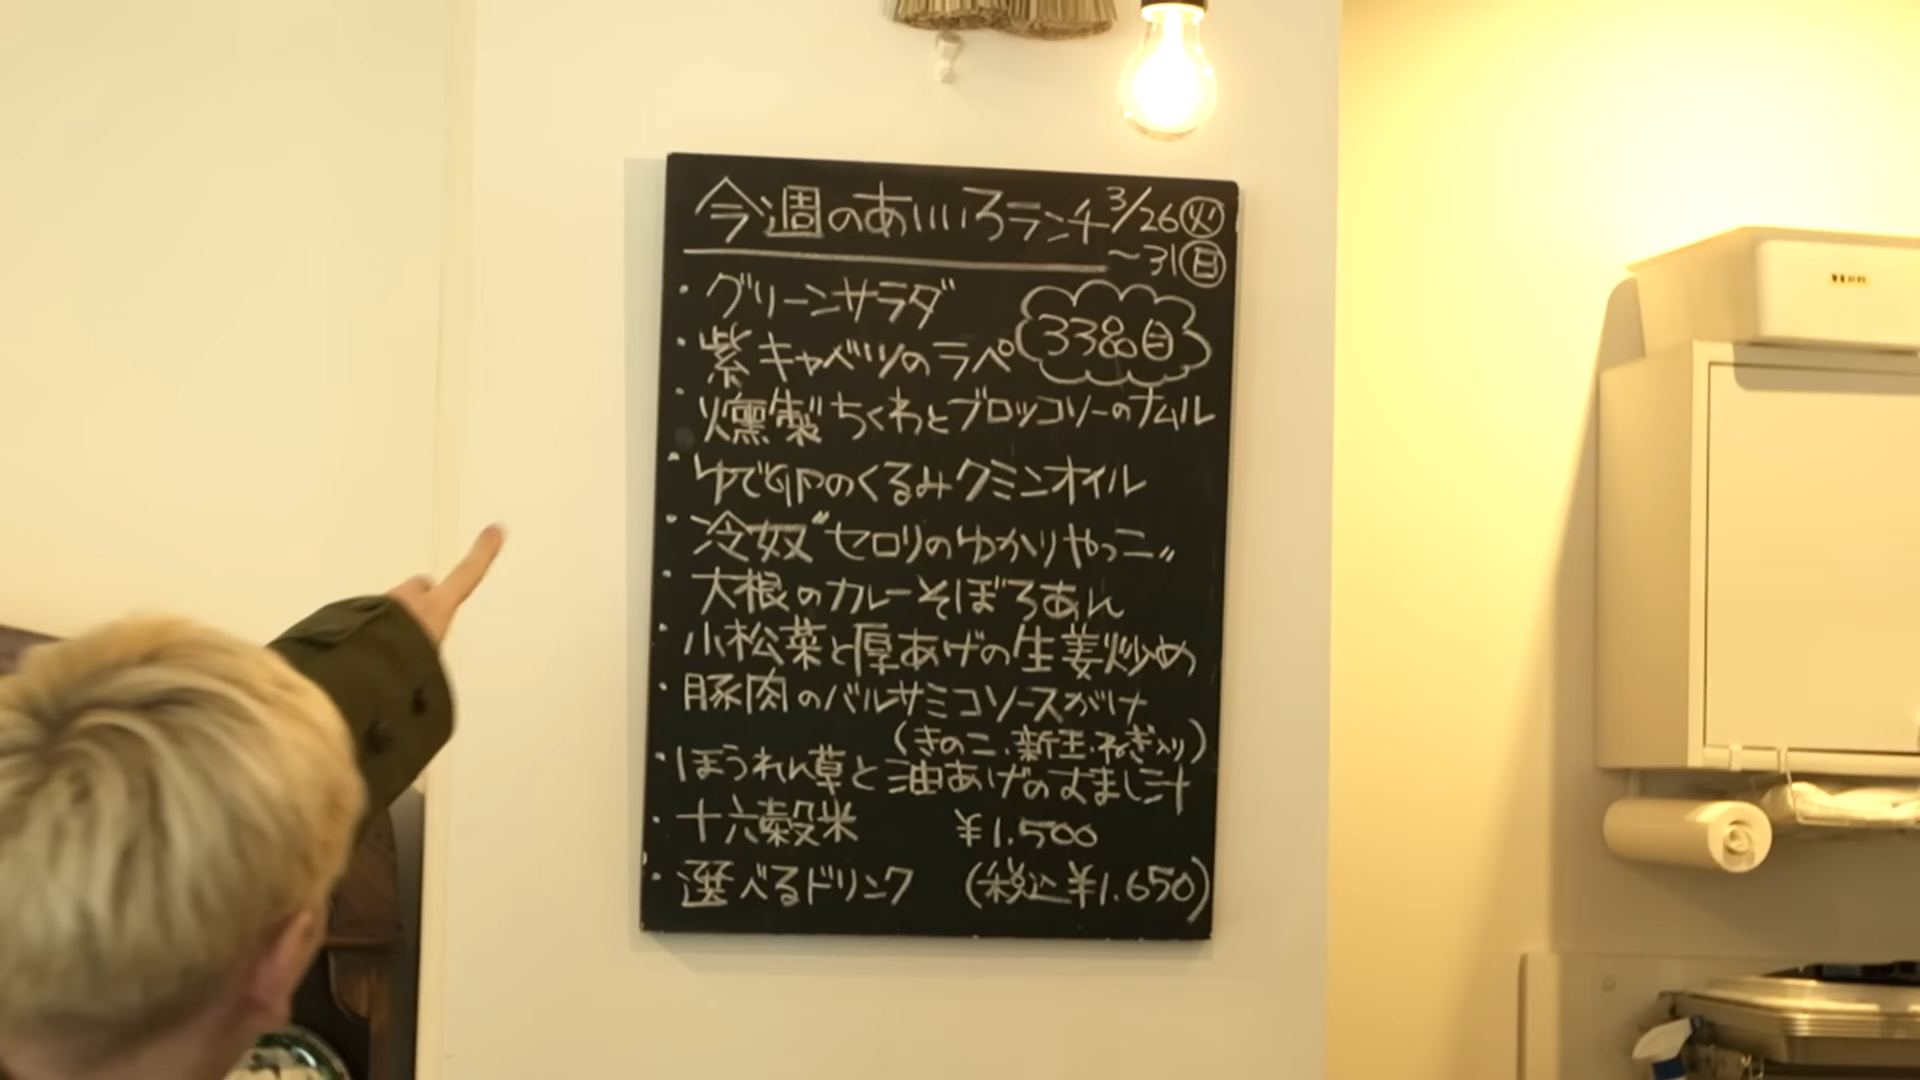 今週のあいいろランチ 3/26㊋
〜31㊐
・グリーンサラダ
33品目
・紫キャベツのラペ
・燻製ちくわとブロッコリーのナムル
・ゆで卵のくるみクミンオイル
・冷奴"セロリのゆかりやっこ〃
・大根のカレーそぼろあん
・小松菜と厚あげの生姜炒め
・豚肉のバルサミコソースがけ
(きのこ・新玉・ねぎ入り)
・ほうれん草と油あげのすまし汁
・十六穀米 ¥1.500
・選べるドリンク (税込¥1.650)